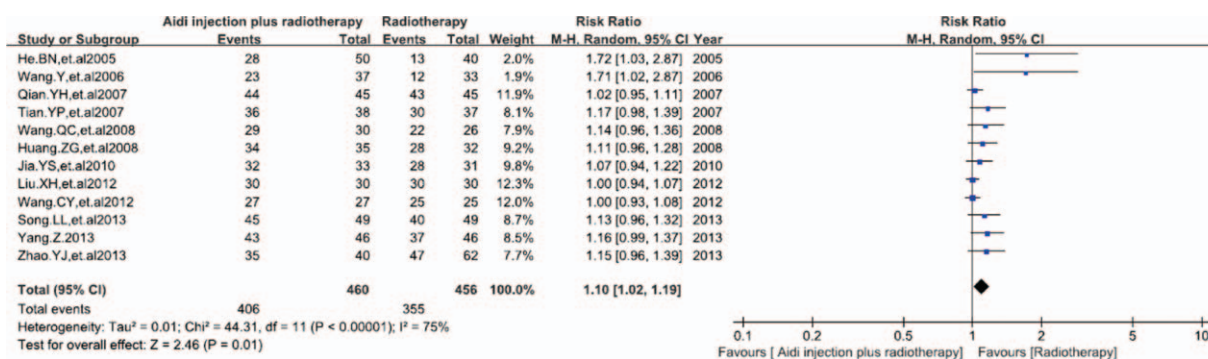 Aidi injection plus radiotherapy Radiotherapy Risk Ratio Risk Ratio
Study or Subgroup Events Total Events Total Weight M-H, Random, 95% CI Year M-H, Random, 95% CI
He.BN,et.al2005 28 50 13 40 2.0% 1.72 [1.03, 2.87] 2005
Wang.Y,et.al2006 23 37 12 33 1.9% 1.71 [1.02, 2.87] 2006
Qian.YH,et.al2007 44 45 43 45 11.9% 1.02 [0.95, 1.11] 2007
Tian.YP,et.al2007 36 38 30 37 8.1% 1.17 [0.98, 1.39] 2007
Wang.QC,et.al2008 29 30 22 26 7.9% 1.14 [0.96, 1.36] 2008
Huang.ZG,et.al2008 34 35 28 32 9.2% 1.11 [0.96, 1.28] 2008
Jia.YS,et.al2010 32 33 28 31 9.8% 1.07 [0.94, 1.22] 2010
Liu.XH,et.al2012 30 30 30 30 12.3% 1.00 [0.94, 1.07] 2012
Wang.CY,et.al2012 27 27 25 25 12.0% 1.00 [0.93, 1.08] 2012
Song.LL,et.al2013 45 49 40 49 8.7% 1.13 [0.96, 1.32] 2013
Yang.Z.2013 43 46 37 46 8.5% 1.16 [0.99, 1.37] 2013
Zhao.YJ,et.al2013 35 40 47 62 7.7% 1.15 [0.96, 1.39] 2013
Total (95% CI) 460 456 100.0% 1.10 [1.02, 1.19]
Total events 406 355
Heterogeneity: Tau² = 0.01; Chi² = 44.31, df = 11 (P < 0.00001); I² = 75%
Test for overall effect: Z = 2.46 (P = 0.01)
0.1 0.2 0.5 1 2 5 10
Favours [ Aidi injection plus radiotherapy] Favours [Radiotherapy]